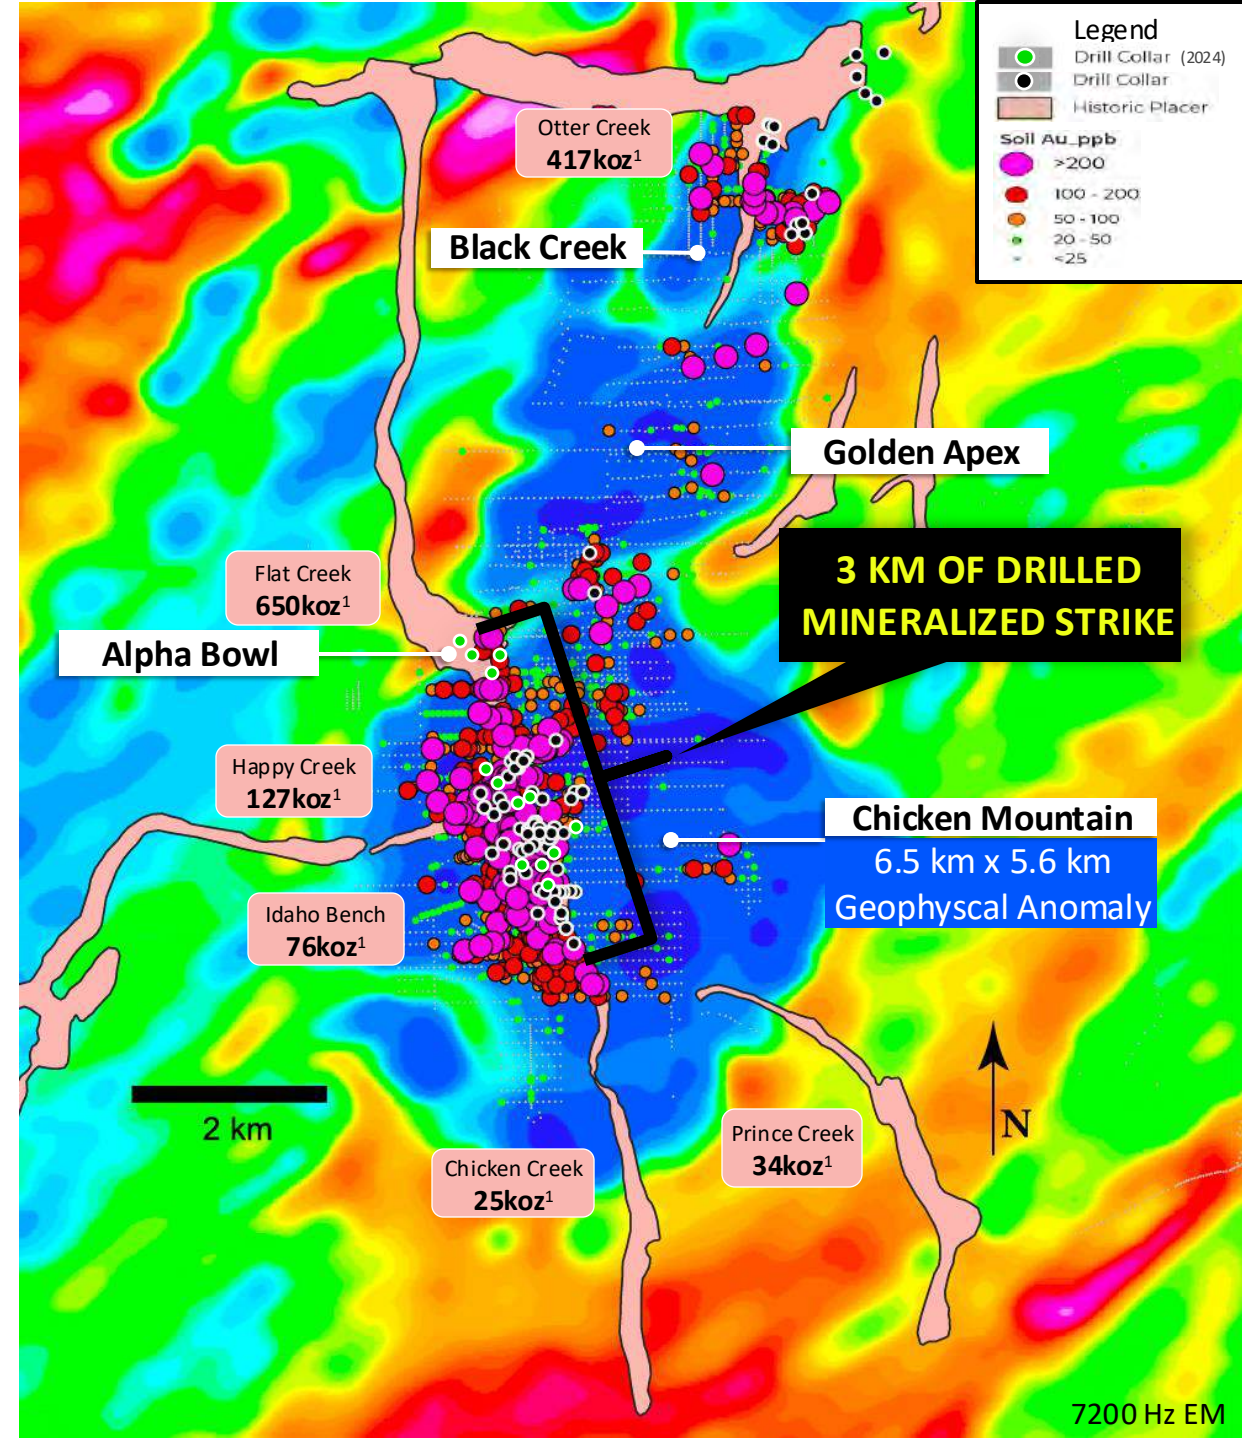 Legend
Drill Collar (2024)
Drill Collar
Historic Placer
Soil Au_ppb
>200
100 - 200
50 - 100
20 - 50
<25
Otter Creek
417koz¹
Black Creek
Golden Apex
3 KM OF DRILLED
MINERALIZED STRIKE
Flat Creek
650koz¹
Alpha Bowl
Happy Creek
127koz¹
Chicken Mountain
6.5 km x 5.6 km
Geophyscal Anomaly
Idaho Bench
76koz¹
2 km
N
Prince Creek
34koz¹
Chicken Creek
25koz¹
7200 Hz EM